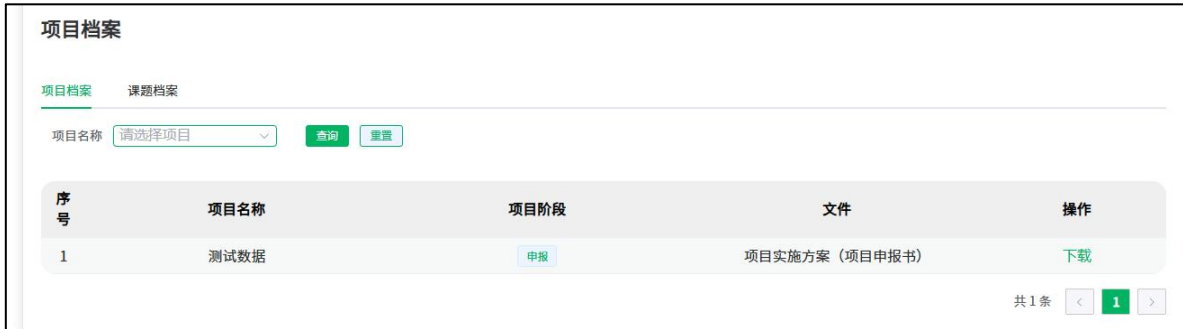 项目档案
项目档案 课题档案
项目名称 请选择项目 查询 重置
序号 项目名称 项目阶段 文件 操作
1 测试数据 申报 项目实施方案（项目申报书） 下载
共1条 < 1 >